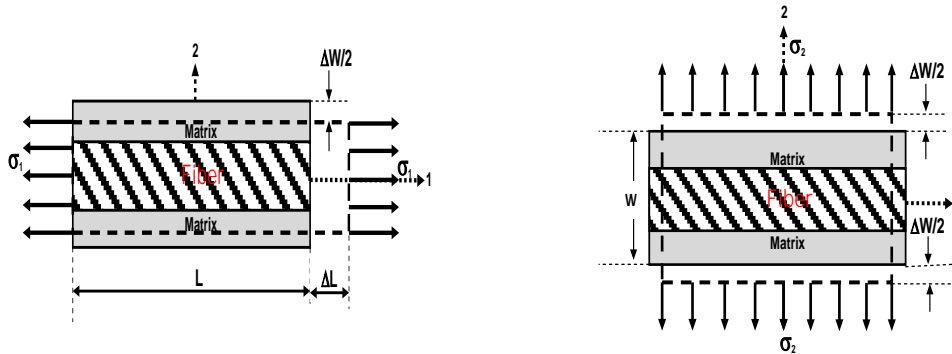 2
ΔW/2
Matrix
σ1
Fiber
σ1
1
Matrix
L
ΔL
2
σ2
ΔW/2
Matrix
W
Fiber
Matrix
ΔW/2
σ2